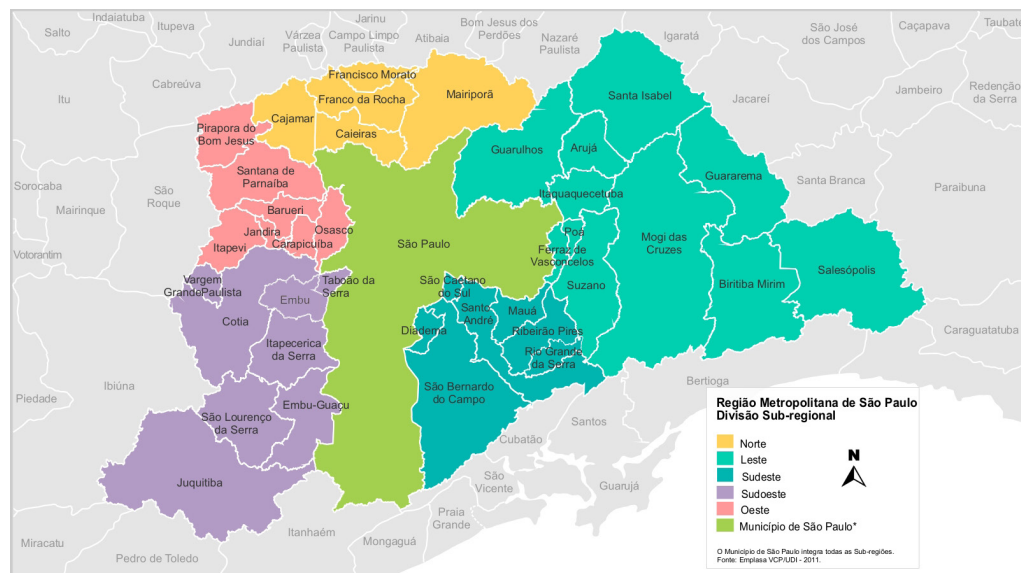 Indaiatuba
Itupeva
Salto
Jundiaí
Jarinu
Várzea
Paulista
Campo Limpo
Paulista
Atibaia
Bom Jesus dos
Perdões
Nazaré
Paulista
Igaratá
São José
dos Campos
Caçapava
Taubaté
Itu
Cabreúva
Francisco Morato
Franco da Rocha
Mairiporã
Cajamar
Caieiras
Santa Isabel
Jacareí
Jambeiro
Redenção
da Serra
Pirapora do
Bom Jesus
Guarulhos
Arujá
Santana de
Parnaíba
Itaquaquecetuba
Guararema
Santa Branca
Paraibuna
Sorocaba
Mairinque
São
Roque
Barueri
Jandira
Osasco
Itapevi
Carapicuíba
São Paulo
Poá
Ferraz de
Vasconcelos
Mogi das
Cruzes
Votorantim
Vargem
Grande Paulista
Taboão da
Serra
São Caetano
do Sul
Suzano
Biritiba Mirim
Salesópolis
Embu
Cotia
Santo
André
Mauá
Diadema
Ribeirão Pires
Itapecerica
da Serra
Rio Grande
da Serra
Caraguatatuba
Ibiúna
Piedade
São Bernardo
do Campo
Bertioga
Embu-Guaçu
São Lourenço
da Serra
Santos
Cubatão
Juquitiba
São
Vicente
Guarujá
Praia
Grande
Itanhaém
Mongaguá
Miracatu
Pedro de Toledo
Região Metropolitana de São Paulo
Divisão Sub-regional
Norte
Leste
Sudeste
Sudoeste
Oeste
Município de São Paulo*
N
O Município de São Paulo integra todas as Sub-regiões.
Fonte: Emplasa VCP/UDI - 2011.